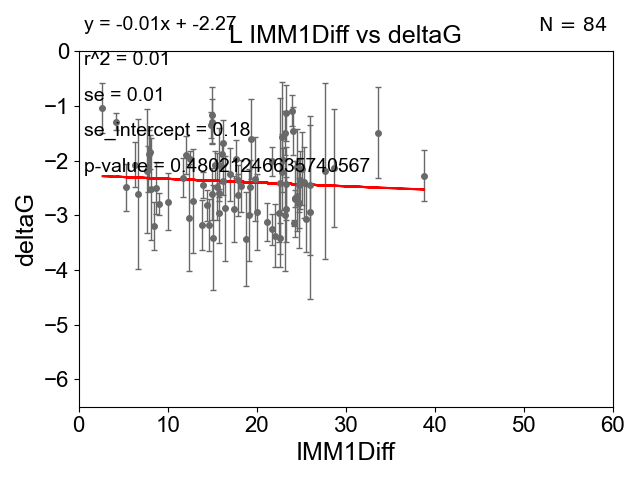 y = -0.01x + -2.27
N = 84
L IMM1Diff vs deltaG
r^2 = 0.01
se = 0.01
se_intercept = 0.18
p-value = 0.480212466635740567
0
−1
−2
−3
−4
−5
−6
deltaG
0 10 20 30 40 50 60
IMM1Diff